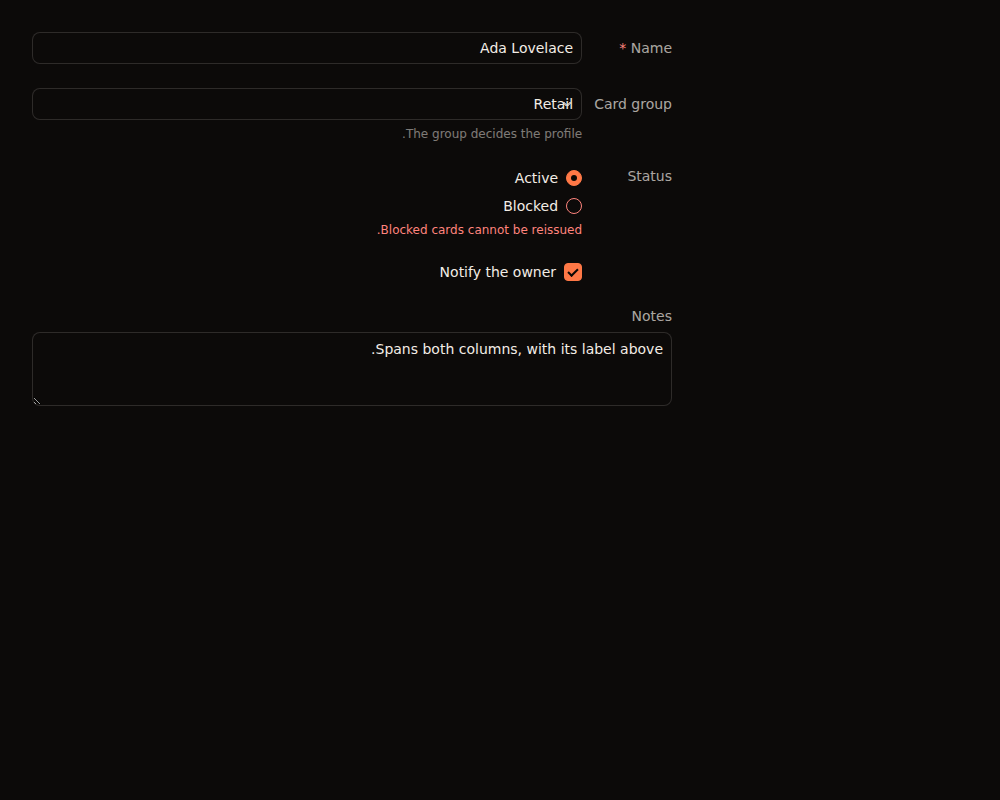 * Name
Ada Lovelace
Card group
Retail
.The group decides the profile
Status
Active
Blocked
.Blocked cards cannot be reissued
Notify the owner
Notes
.Spans both columns, with its label above